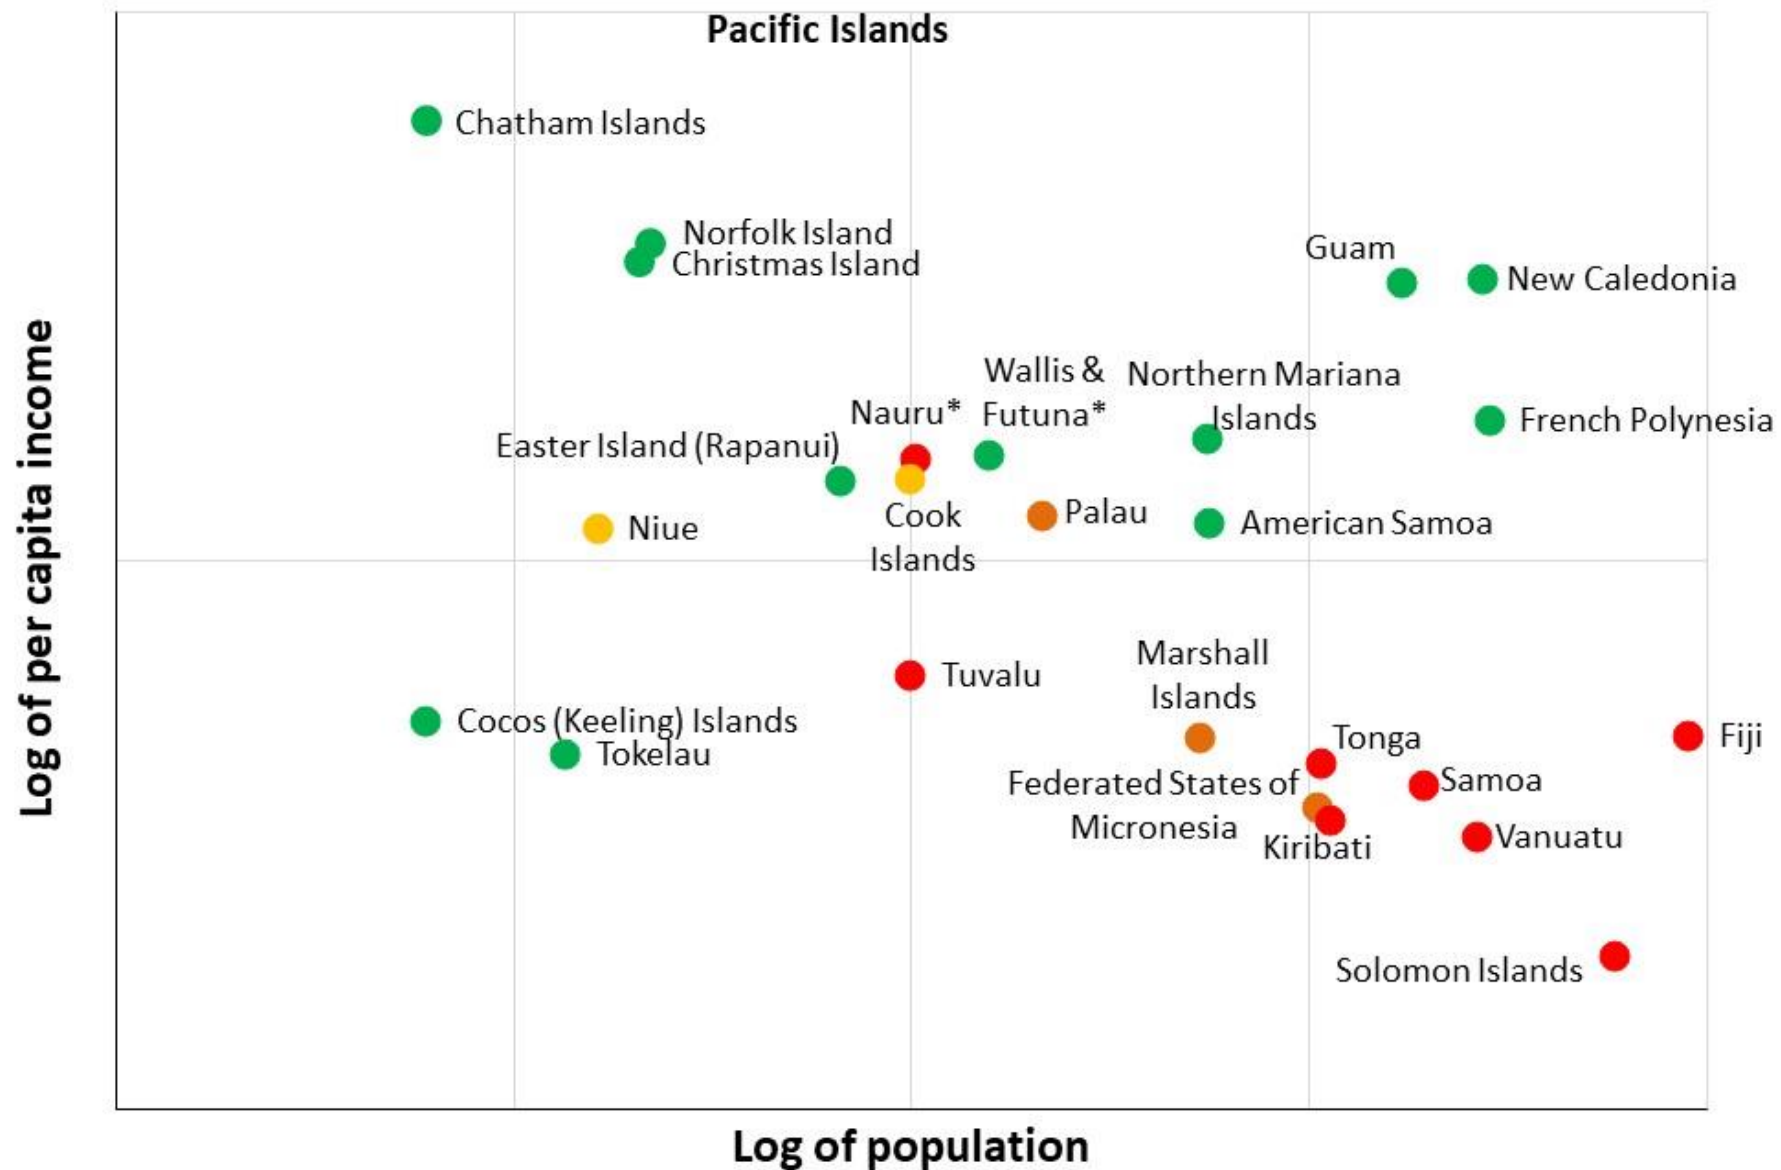 Pacific Islands
Chatham Islands
Norfolk Island
Christmas Island
Guam
New Caledonia
Wallis &
Futuna*
Northern Mariana
Islands
Nauru*
French Polynesia
Easter Island (Rapanui)
Cook
Islands
Palau
American Samoa
Niue
Tuvalu
Marshall
Islands
Cocos (Keeling) Islands
Tokelau
Tonga
Fiji
Federated States of
Micronesia
Samoa
Kiribati
Vanuatu
Solomon Islands
Log of per capita income
Log of population